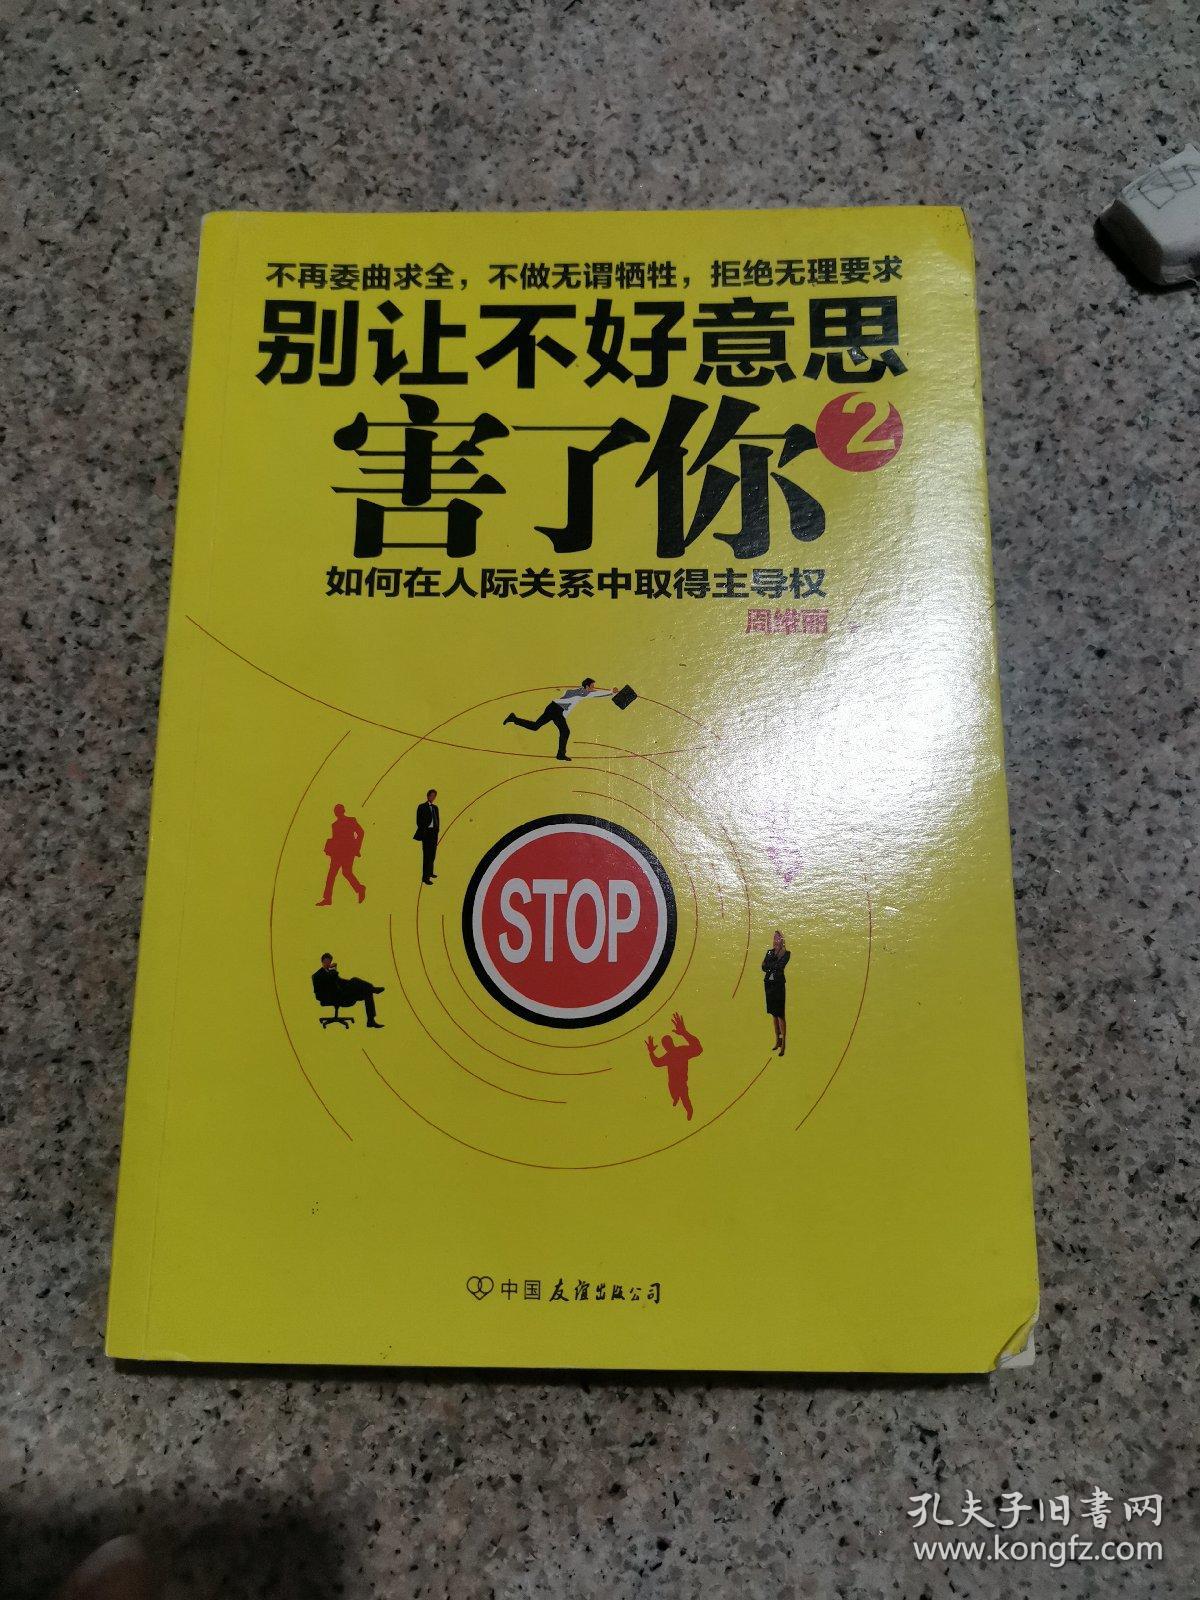 不再委曲求全，不做无谓牺牲，拒绝无理要求
别让不好意思
害了你2
如何在人际关系中取得主导权
周维丽
STOP
中国友谊出版公司
孔夫子旧书网
www.kongfz.com